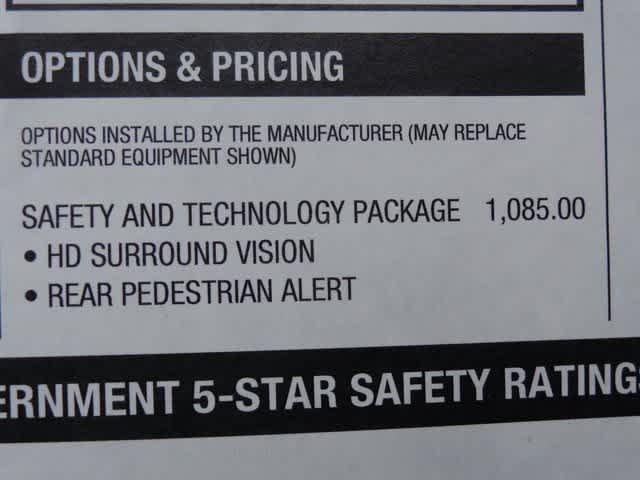 OPTIONS & PRICING
OPTIONS INSTALLED BY THE MANUFACTURER (MAY REPLACE
STANDARD EQUIPMENT SHOWN)
SAFETY AND TECHNOLOGY PACKAGE 1,085.00
• HD SURROUND VISION
• REAR PEDESTRIAN ALERT
ERNMENT 5-STAR SAFETY RATINGS